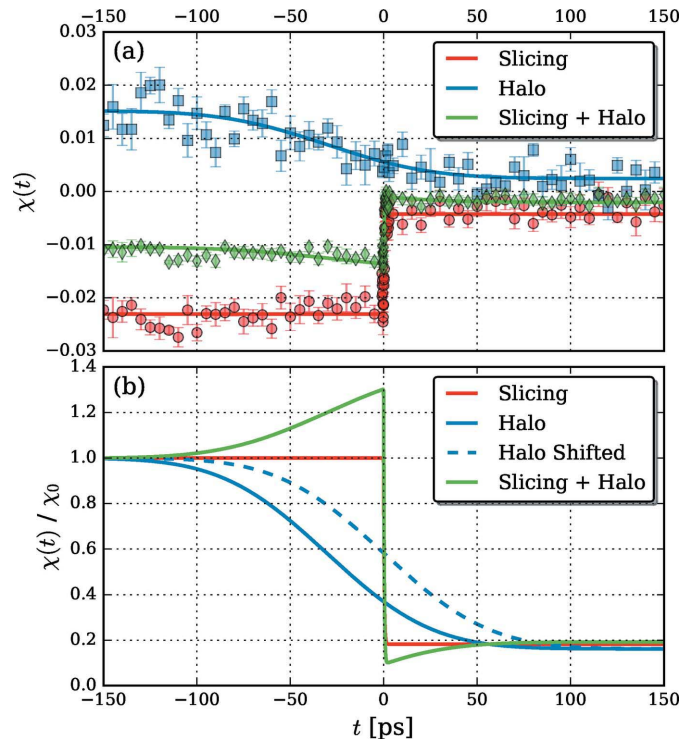 −150 −100 −50 0 50 100 150
0.03
0.02
0.01
0.00
−0.01
−0.02
−0.03
χ(t)
(a)
Slicing
Halo
Slicing + Halo
1.4
1.2
1.0
0.8
0.6
0.4
0.2
0.0
χ(t) / χ0
(b)
Slicing
Halo
Halo Shifted
Slicing + Halo
−150 −100 −50 0 50 100 150
t [ps]